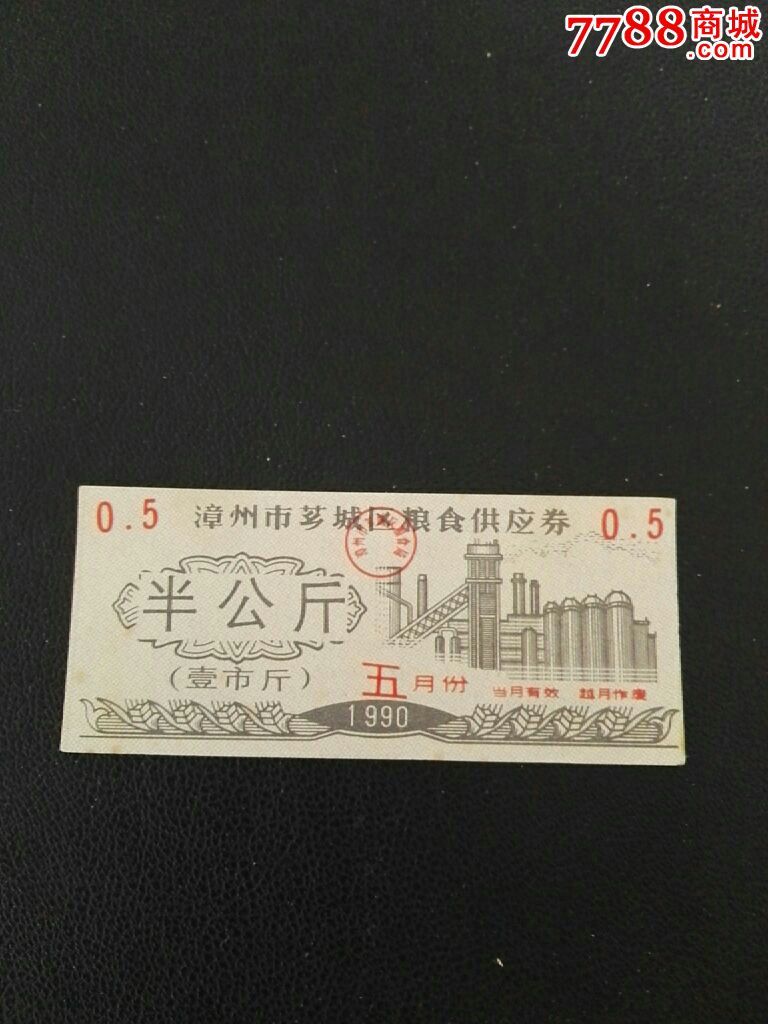 7788商城
.com
0.5 漳州市芗城区粮食供应券 0.5
半公斤
(壹市斤)
五月份 当月有效 越月作废
1990